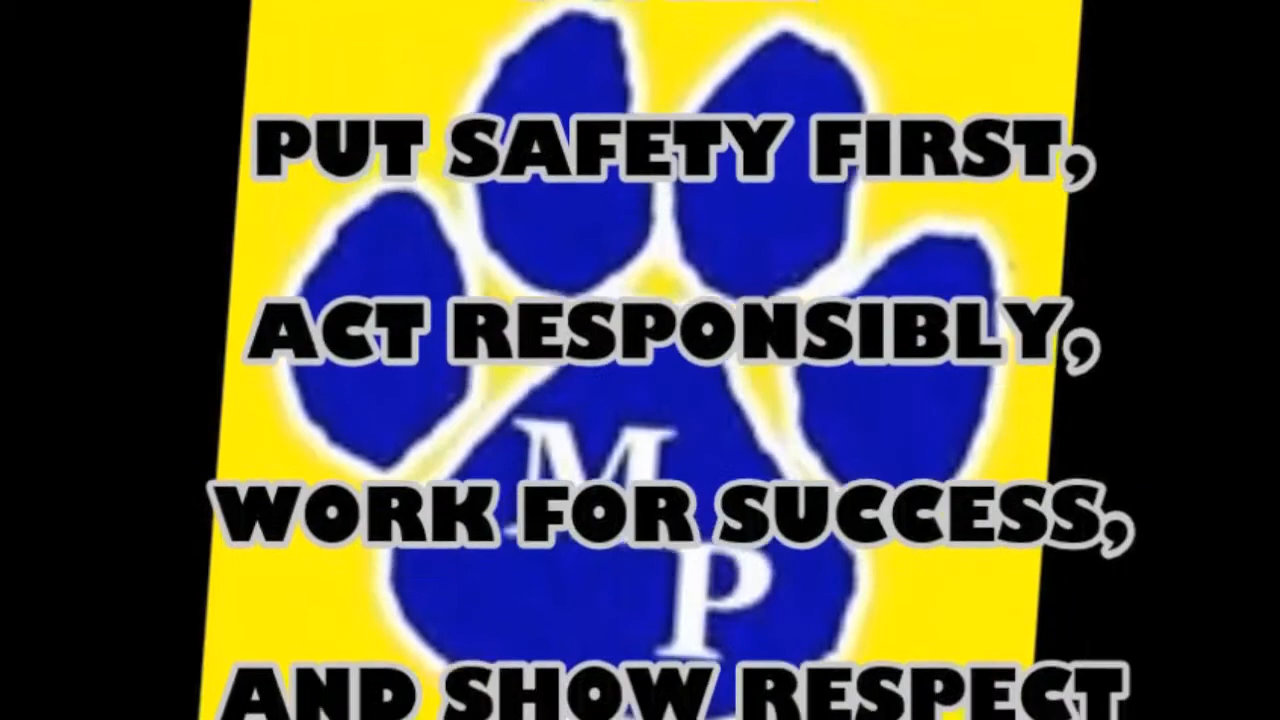 PUT SAFETY FIRST,
ACT RESPONSIBLY,
M
WORK FOR SUCCESS,
P
AND SHOW RESPECT